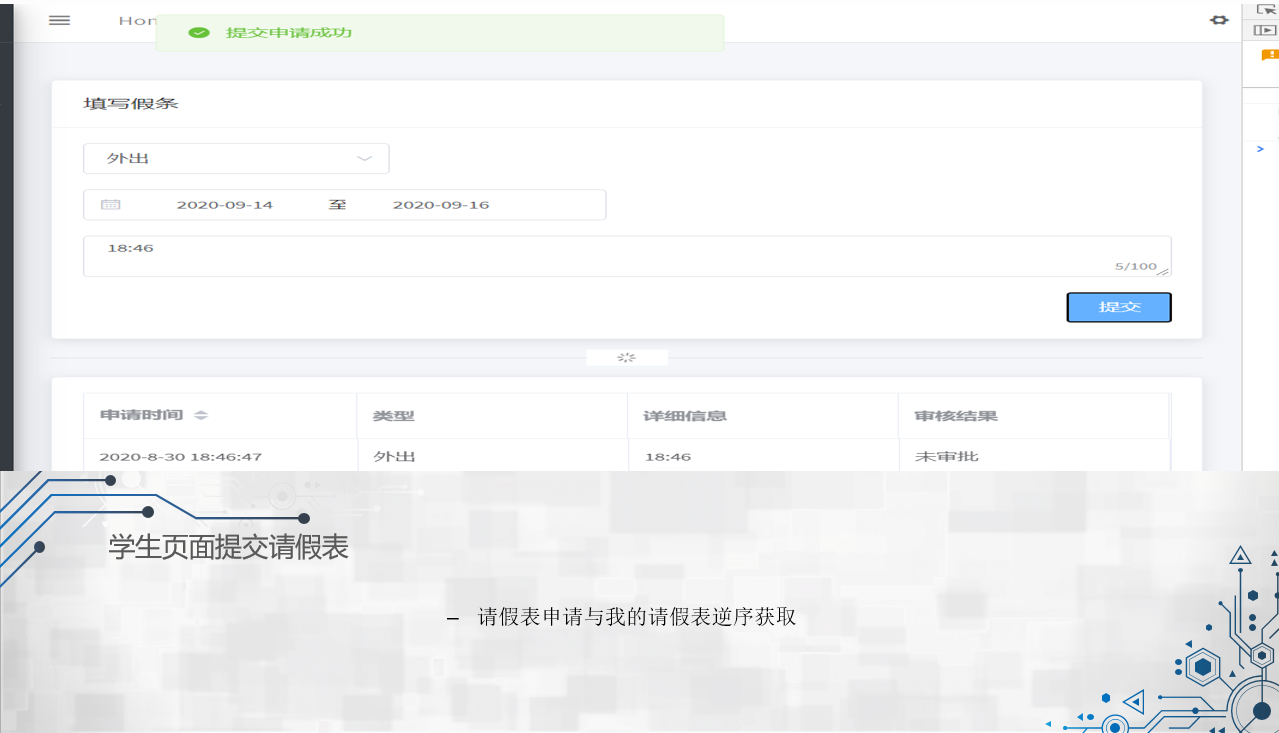 Hon
提交申请成功
填写假条
外出
2020-09-14 至 2020-09-16
18:46
5/100
提交
申请时间 类型 详细信息 审核结果
2020-8-30 18:46:47 外出 18:46 未审批
学生页面提交请假表
– 请假表申请与我的请假表逆序获取